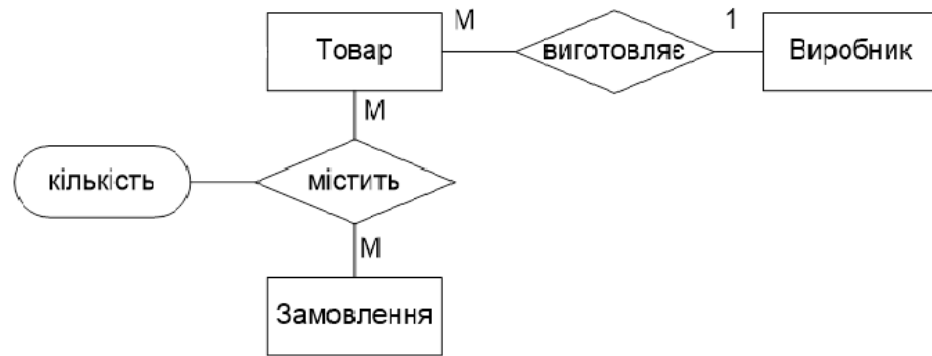 М
1
Товар
виготовляє
Виробник
М
кількість
містить
М
Замовлення